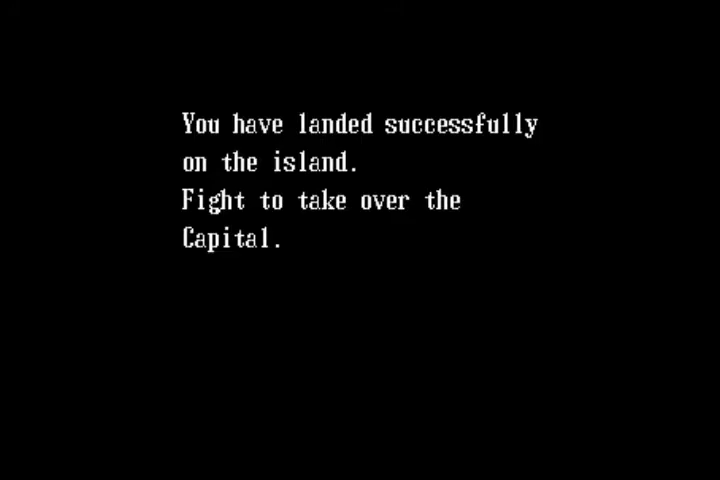 You have landed successfully
on the island.
Fight to take over the
Capital.